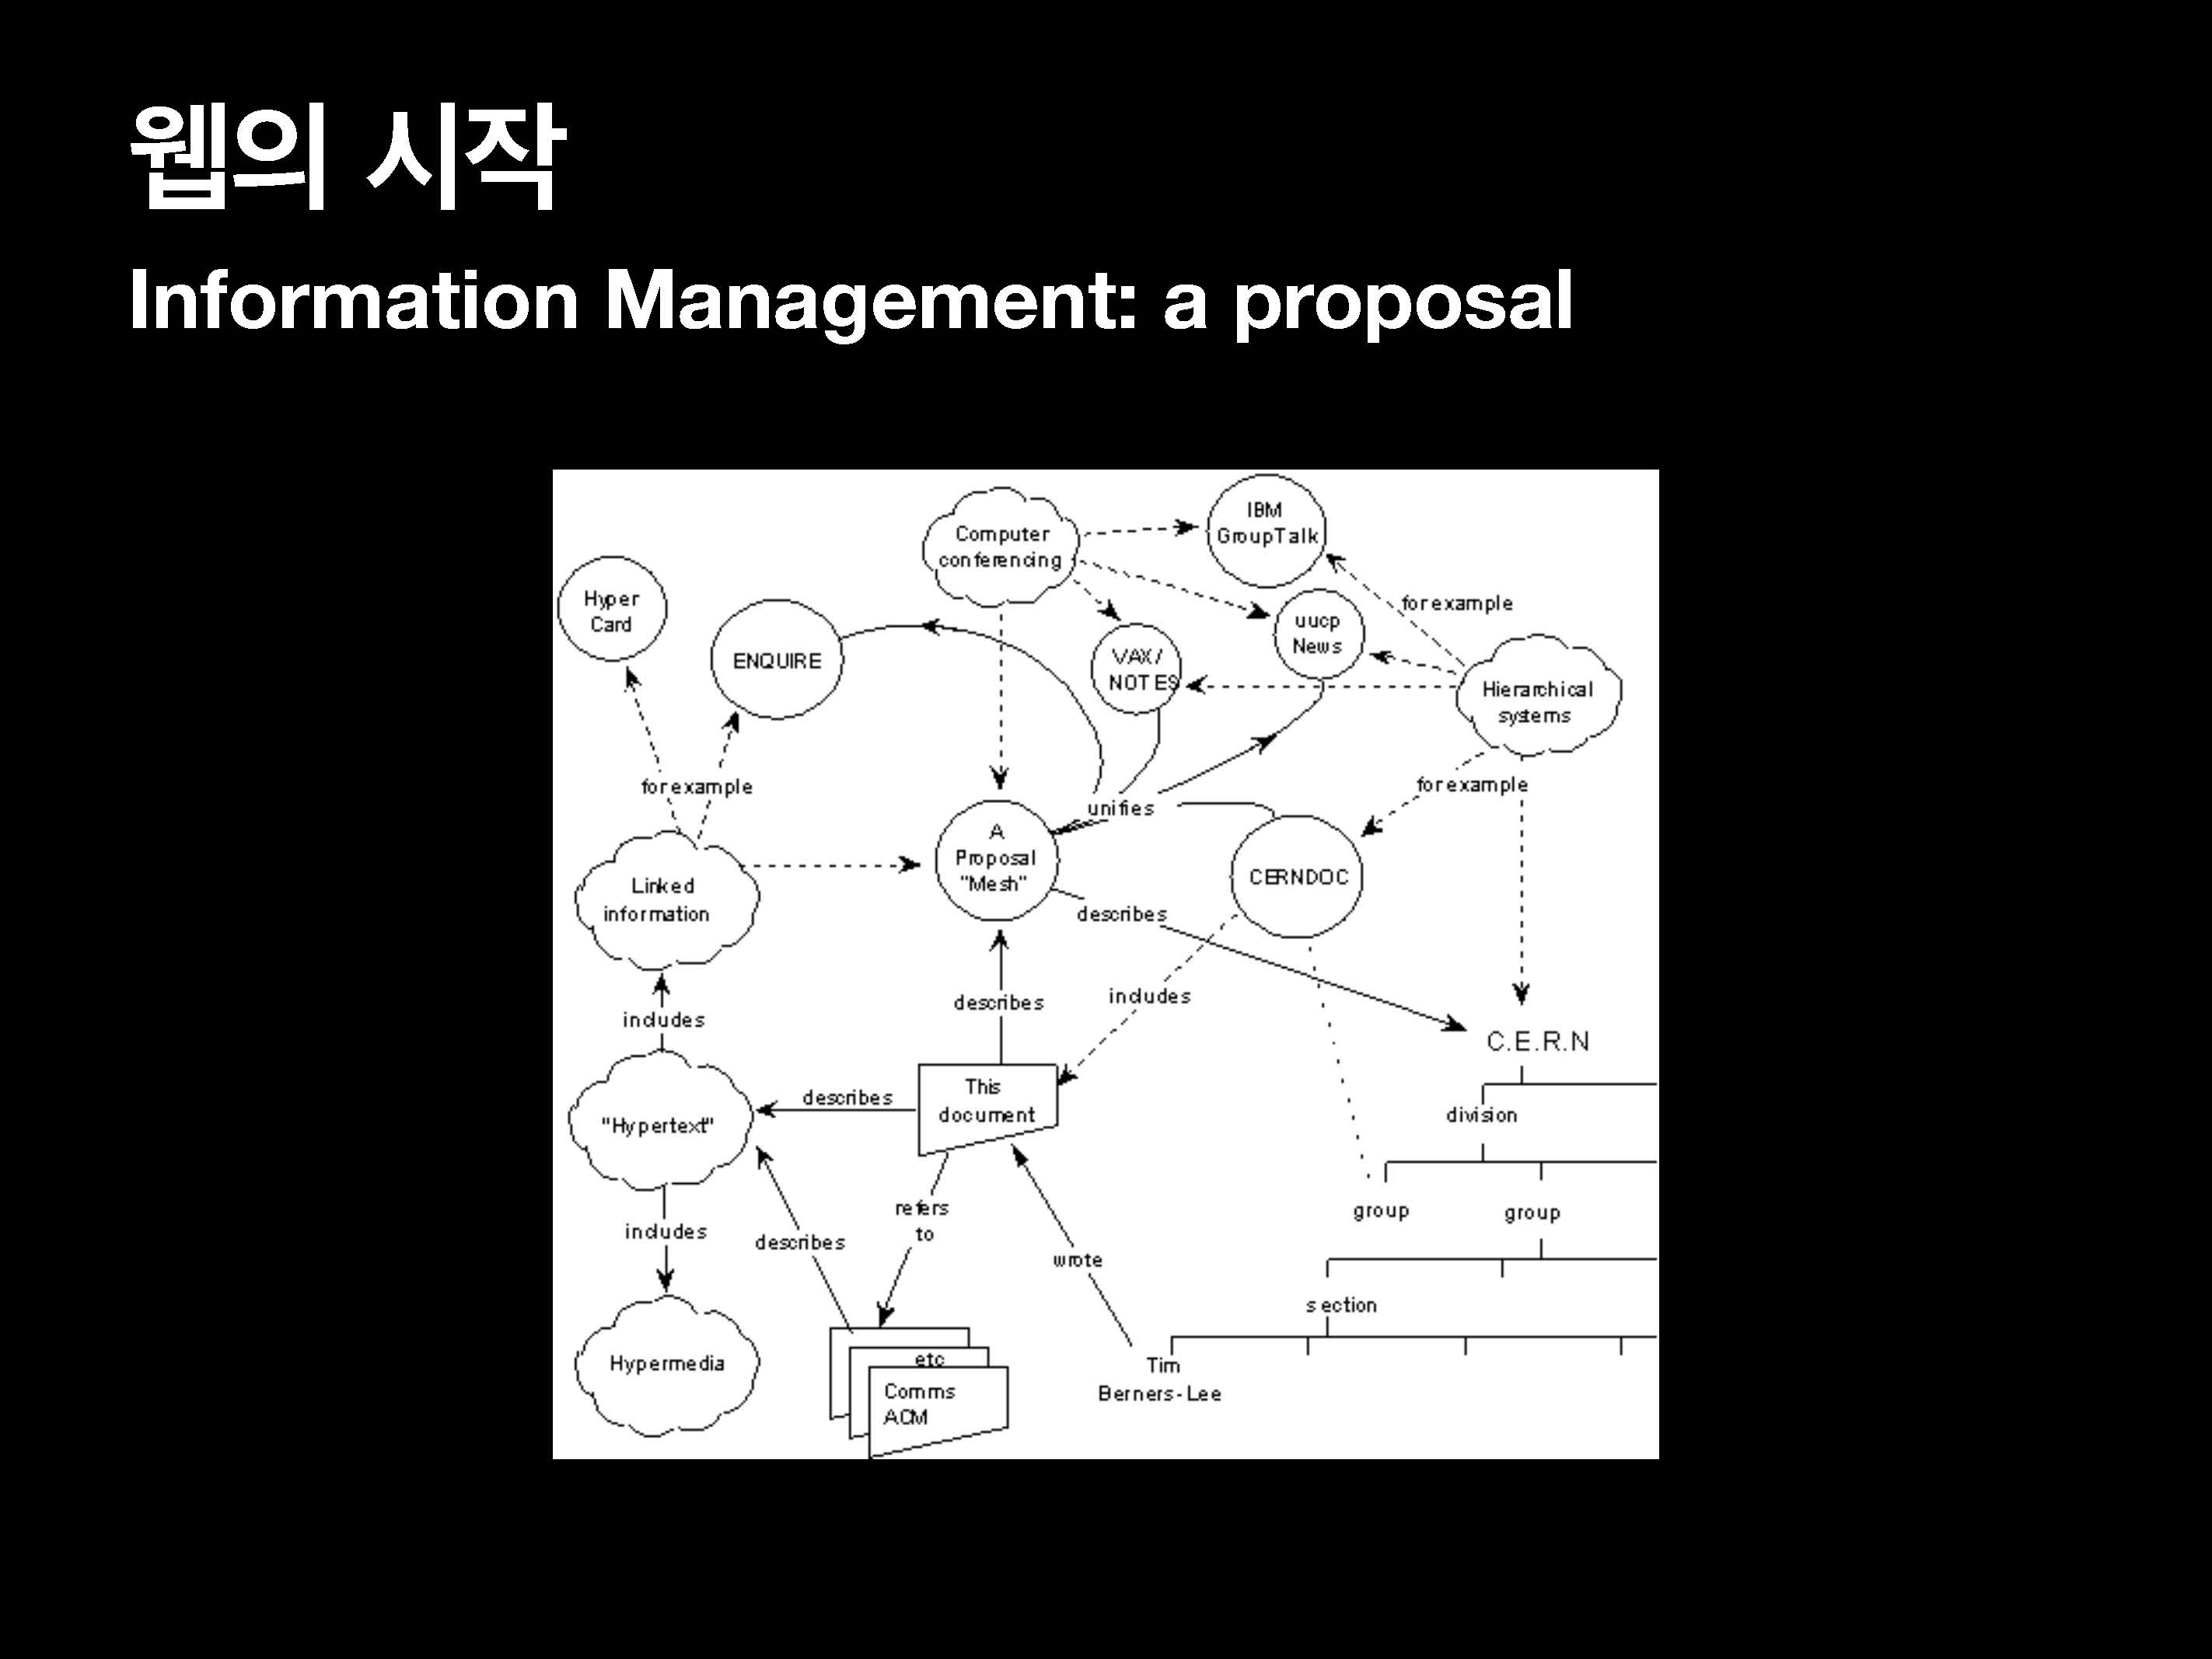 웹의 시작
Information Management: a proposal
IBM
GroupTalk
Computer
conferencing
Hyper
Card
for example
uucp
News
ENQUIRE
VAX/
NOTES
Hierarchical
systems
for example
for example
unifies
A
Proposal
"Mesh"
CERNDOC
Linked
information
describes
includes
describes
includes
C.E.R.N
This
document
describes
division
"Hypertext"
refers
to
group
group
includes
describes
wrote
section
Hypermedia
etc
Tim
Berners-Lee
Comms
ACM